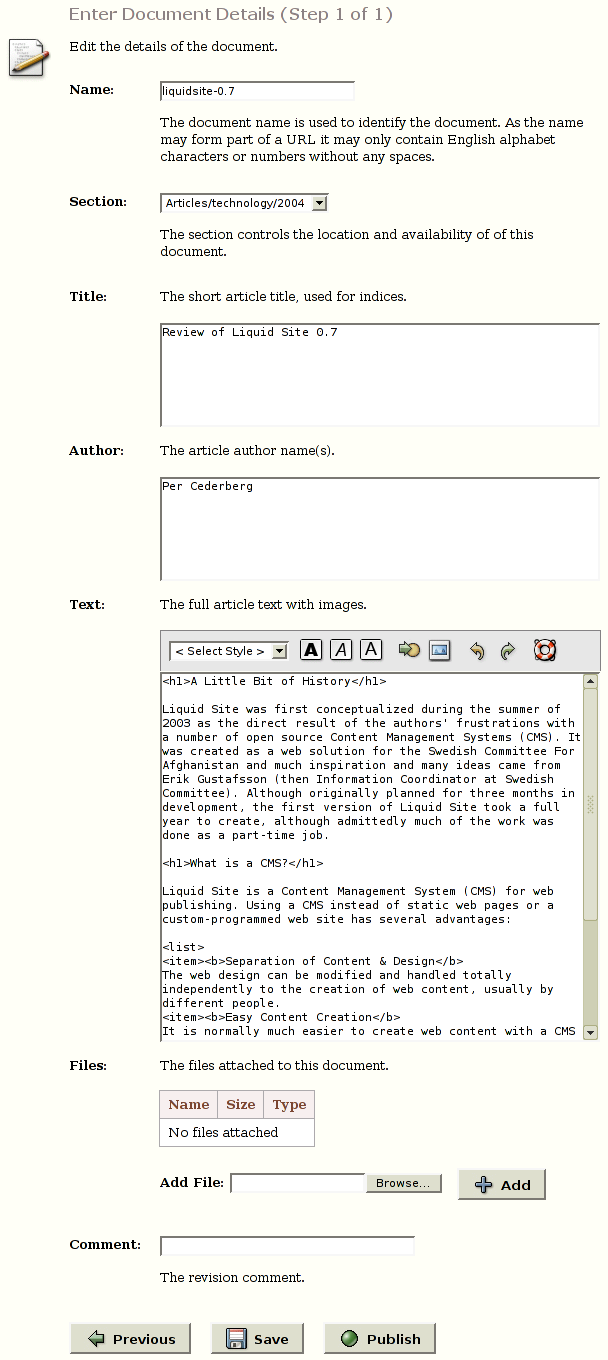 Enter Document Details (Step 1 of 1)
Edit the details of the document.
Name:
liquidsite-0.7
The document name is used to identify the document. As the name
may form part of a URL it may only contain English alphabet
characters or numbers without any spaces.
Section:
Articles/technology/2004
The section controls the location and availability of of this
document.
Title:
The short article title, used for indices.
Review of Liquid Site 0.7
Author:
The article author name(s).
Per Cederberg
Text:
The full article text with images.
< Select Style > A A A
<h1>A Little Bit of History</h1>
Liquid Site was first conceptualized during the summer of
2003 as the direct result of the authors' frustrations with
a number of open source Content Management Systems (CMS). It
was created as a web solution for the Swedish Committee For
Afghanistan and much inspiration and many ideas came from
Erik Gustafsson (then Information Coordinator at Swedish
Committee). Although originally planned for three months in
development, the first version of Liquid Site took a full
year to create, although admittedly much of the work was
done as a part-time job.
<h1>What is a CMS?</h1>
Liquid Site is a Content Management System (CMS) for web
publishing. Using a CMS instead of static web pages or a
custom-programmed web site has several advantages:
<list>
<item><b>Separation of Content & Design</b>
The web design can be modified and handled totally
independently to the creation of web content, usually by
different people.
<item><b>Easy Content Creation</b>
It is normally much easier to create web content with a CMS
Files:
The files attached to this document.
Name Size Type
No files attached
Add File: Browse... Add
Comment:
The revision comment.
Previous Save Publish